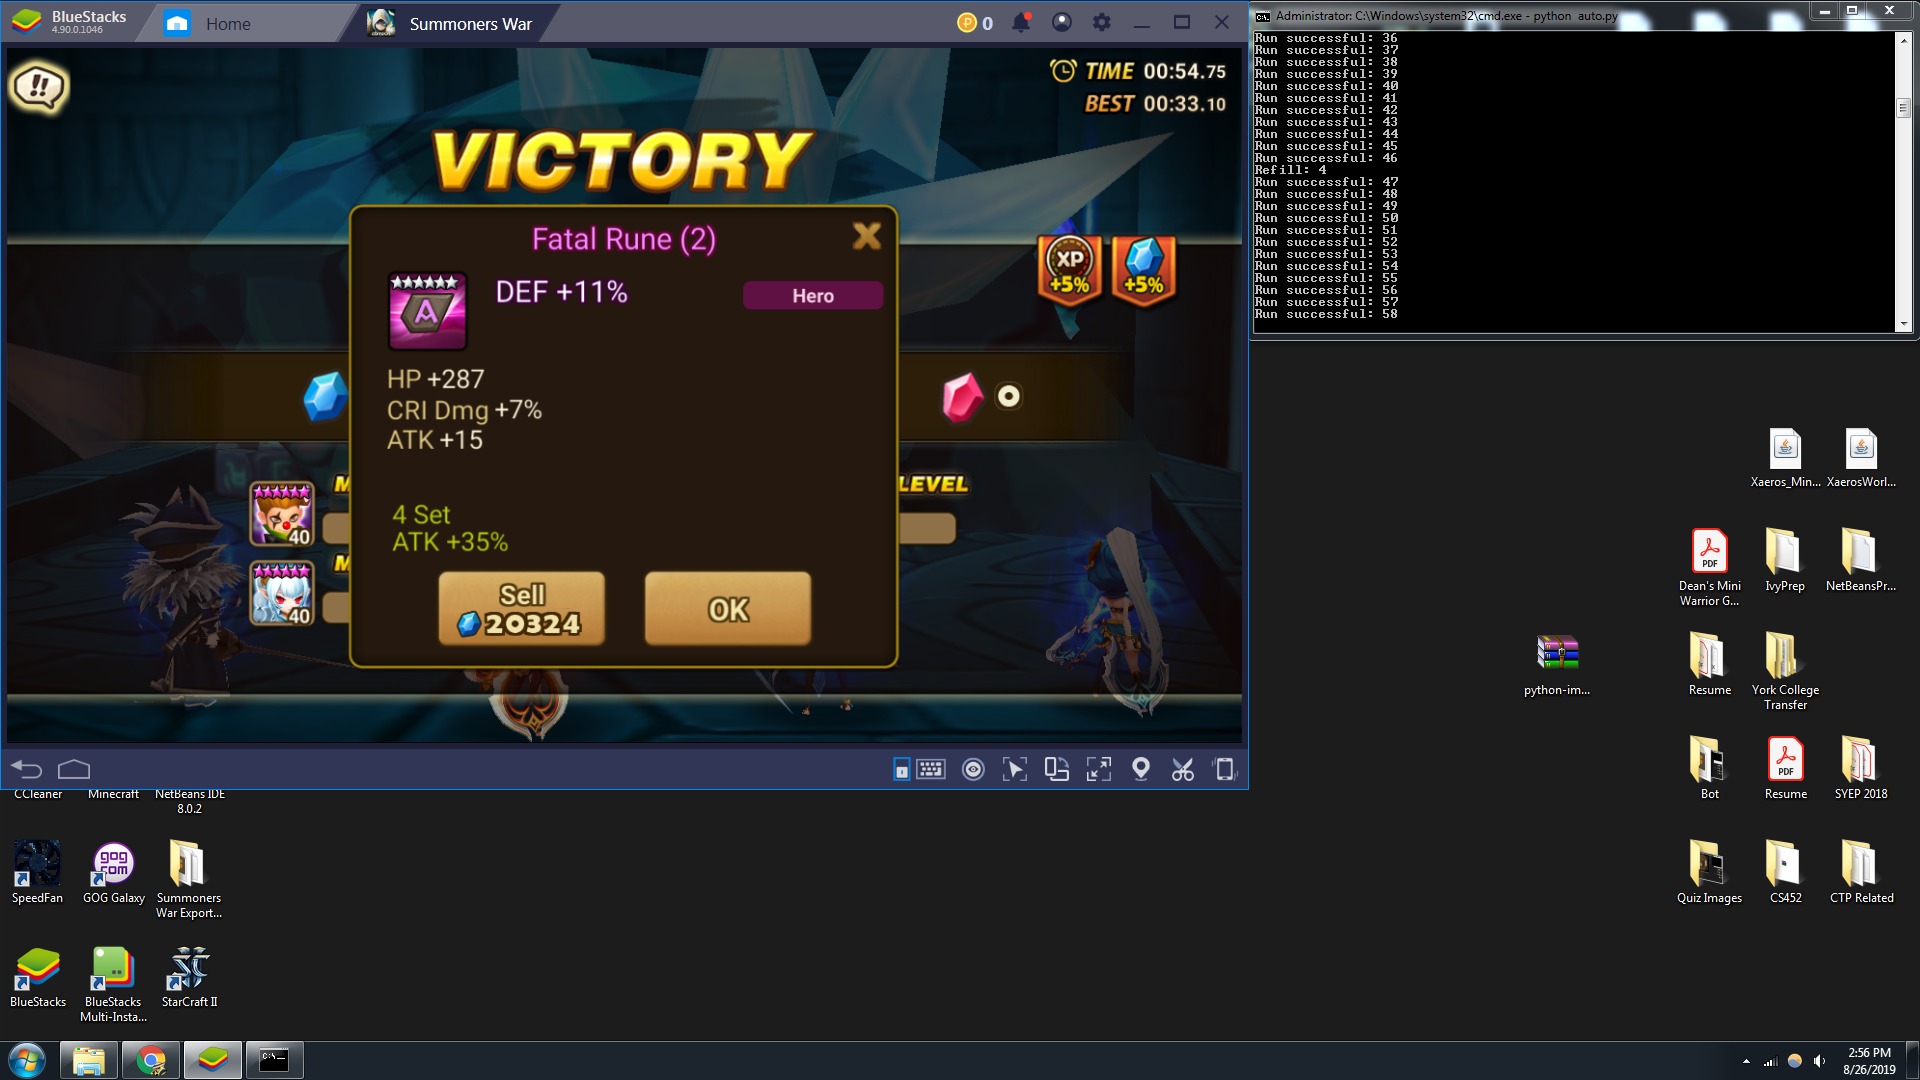 BlueStacks
4.90.0.1046
Home
Summoners War
0
Administrator: C:\Windows\system32\cmd.exe - python auto.py
Run successful: 36
Run successful: 37
Run successful: 38
Run successful: 39
Run successful: 40
Run successful: 41
Run successful: 42
Run successful: 43
Run successful: 44
Run successful: 45
Run successful: 46
Refill: 4
Run successful: 47
Run successful: 48
Run successful: 49
Run successful: 50
Run successful: 51
Run successful: 52
Run successful: 53
Run successful: 54
Run successful: 55
Run successful: 56
Run successful: 57
Run successful: 58
!!
TIME 00:54.75
BEST 00:33.10
VICTORY
Fatal Rune (2)
DEF +11%
Hero
XP
+5%
+5%
HP +287
CRI Dmg +7%
ATK +15
LEVEL
40
4 Set
ATK +35%
40
Sell
20324
OK
Xaeros_Min...
XaerosWorl...
PDF
Dean's Mini
Warrior G...
IvyPrep
NetBeansPr...
python-im...
Resume
York College
Transfer
Bot
PDF
Resume
SYEP 2018
Quiz Images
CS452
CTP Related
CCleaner
Minecraft
NetBeans IDE
8.0.2
SpeedFan
gog
com
GOG Galaxy
Summoners
War Export...
BlueStacks
BlueStacks
Multi-Insta...
StarCraft II
2:56 PM
8/26/2019